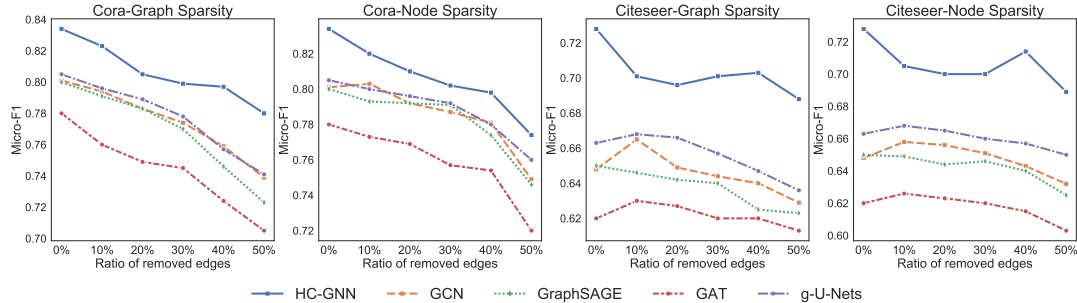 Cora-Graph Sparsity
0.84
0.82
0.80
0.78
0.76
0.74
0.72
0.70
Micro-F1
0% 10% 20% 30% 40% 50%
Ratio of removed edges
Cora-Node Sparsity
0.82
0.80
0.78
0.76
0.74
0.72
Micro-F1
0% 10% 20% 30% 40% 50%
Ratio of removed edges
Citeseer-Graph Sparsity
0.72
0.70
0.68
0.66
0.64
0.62
Micro-F1
0% 10% 20% 30% 40% 50%
Ratio of removed edges
Citeseer-Node Sparsity
0.72
0.70
0.68
0.66
0.64
0.62
0.60
Micro-F1
0% 10% 20% 30% 40% 50%
Ratio of removed edges
HC-GNN GCN GraphSAGE GAT g-U-Nets